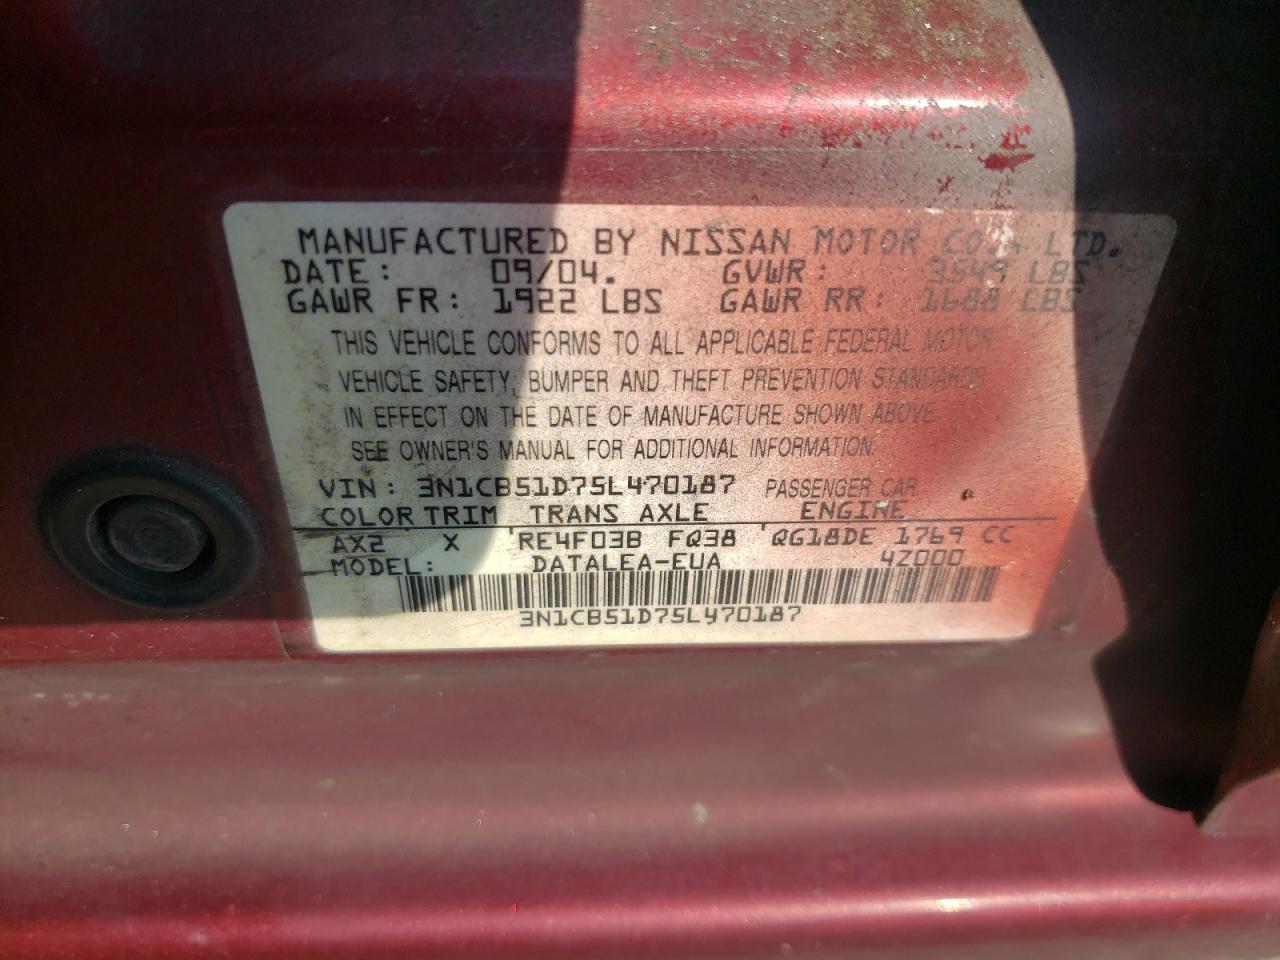 MANUFACTURED BY NISSAN MOTOR CO., LTD.
DATE: 09/04. GVWR: 3549 LBS
GAWR FR: 1922 LBS GAWR RR: 1688 LBS
THIS VEHICLE CONFORMS TO ALL APPLICABLE FEDERAL MOTOR
VEHICLE SAFETY, BUMPER AND THEFT PREVENTION STANDARDS
IN EFFECT ON THE DATE OF MANUFACTURE SHOWN ABOVE.
SEE OWNER'S MANUAL FOR ADDITIONAL INFORMATION.
VIN: 3N1CB51D75L470187 PASSENGER CAR
COLOR TRIM TRANS AXLE ENGINE
AX2 X RE4F03B FQ38 QG18DE 1769 CC
MODEL: DATALEA-EUA 4Z000
3N1CB51D75L470187